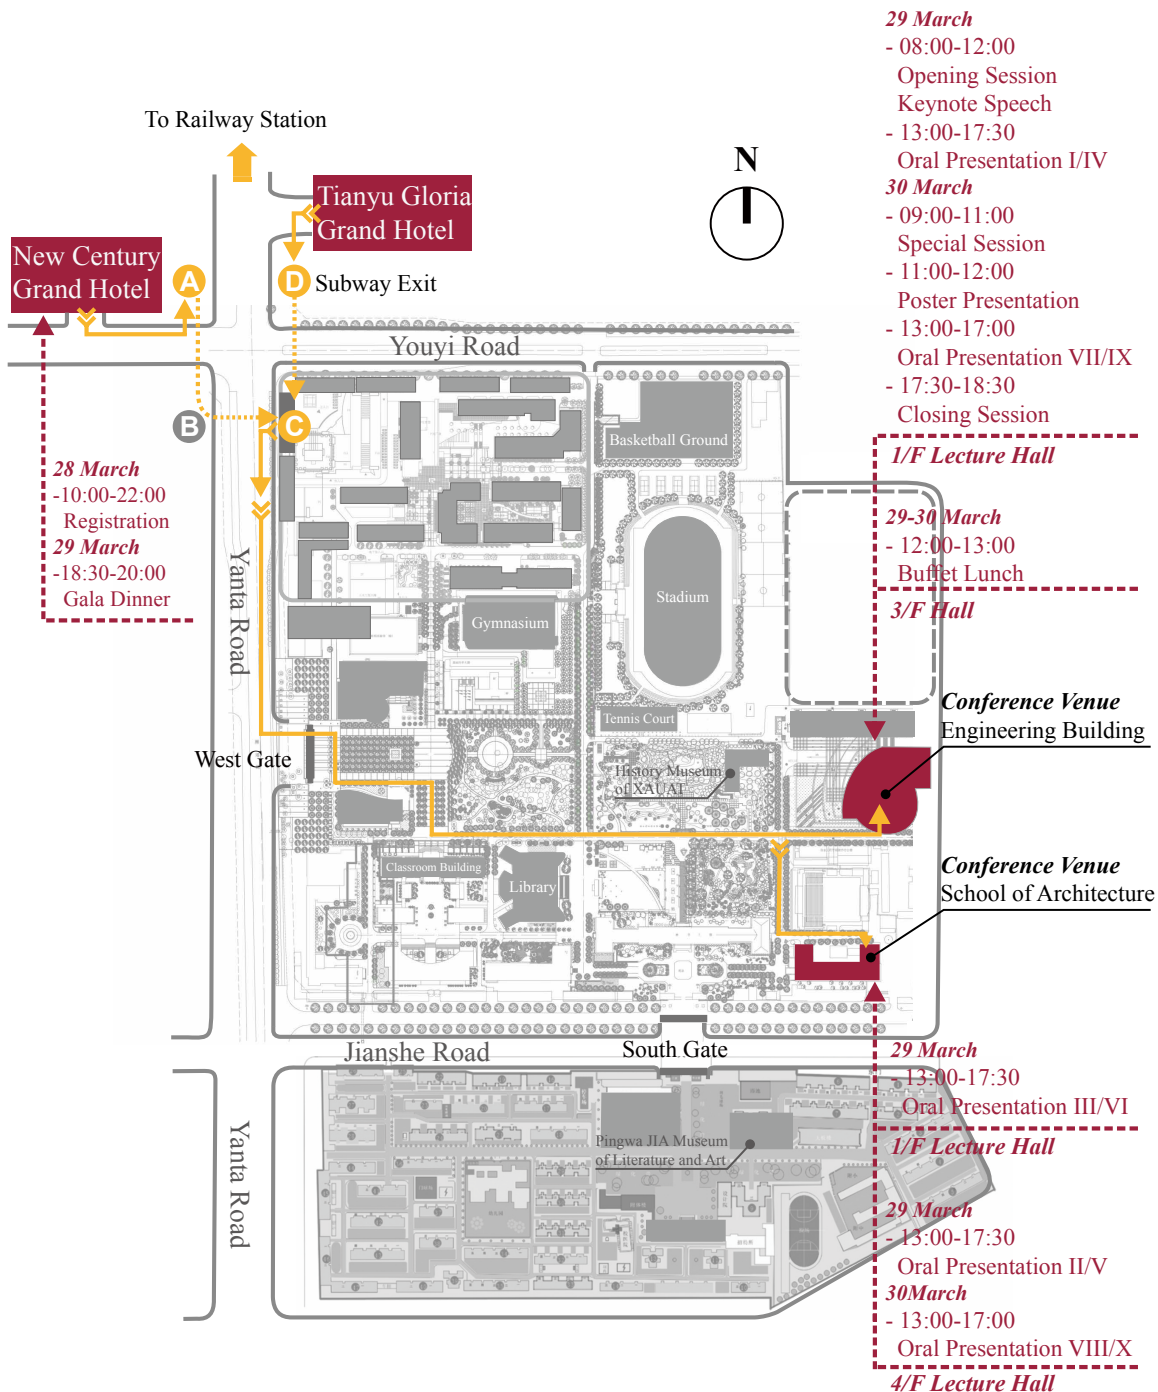 29 March
- 08:00-12:00
Opening Session
Keynote Speech
- 13:00-17:30
Oral Presentation I/IV
30 March
- 09:00-11:00
Special Session
- 11:00-12:00
Poster Presentation
- 13:00-17:00
Oral Presentation VII/IX
- 17:30-18:30
Closing Session
1/F Lecture Hall
29-30 March
- 12:00-13:00
Buffet Lunch
3/F Hall
To Railway Station
N
Tianyu Gloria
Grand Hotel
New Century
Grand Hotel
A
D
Subway Exit
Youyi Road
B
C
28 March
-10:00-22:00
Registration
29 March
-18:30-20:00
Gala Dinner
Yanta Road
Basketball Ground
Stadium
Gymnasium
Tennis Court
West Gate
History Museum
of XAUAT
Conference Venue
Engineering Building
Classroom Building
Library
Conference Venue
School of Architecture
Jianshe Road
South Gate
Yanta Road
Pingwa JIA Museum
of Literature and Art
29 March
- 13:00-17:30
Oral Presentation III/VI
1/F Lecture Hall
29 March
- 13:00-17:30
Oral Presentation II/V
30March
- 13:00-17:00
Oral Presentation VIII/X
4/F Lecture Hall